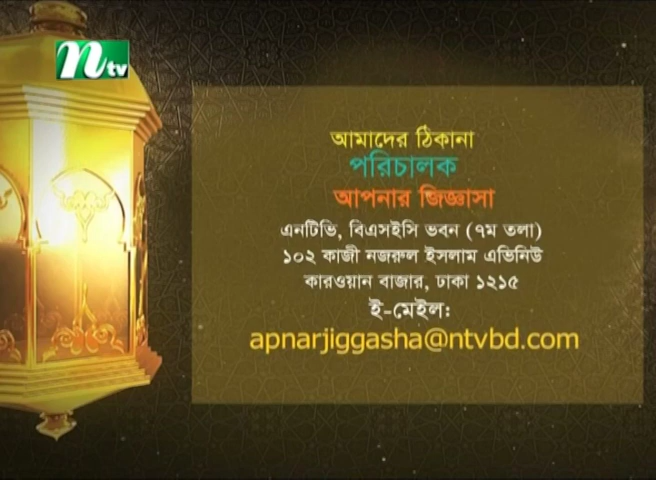 ntv
আমাদের ঠিকানা
পরিচালক
আপনার জিজ্ঞাসা
এনটিভি, বিএসইসি ভবন (৭ম তলা)
১০২ কাজী নজরুল ইসলাম এভিনিউ
কারওয়ান বাজার, ঢাকা ১২১৫
ই-মেইল:
apnarjiggasha@ntvbd.com